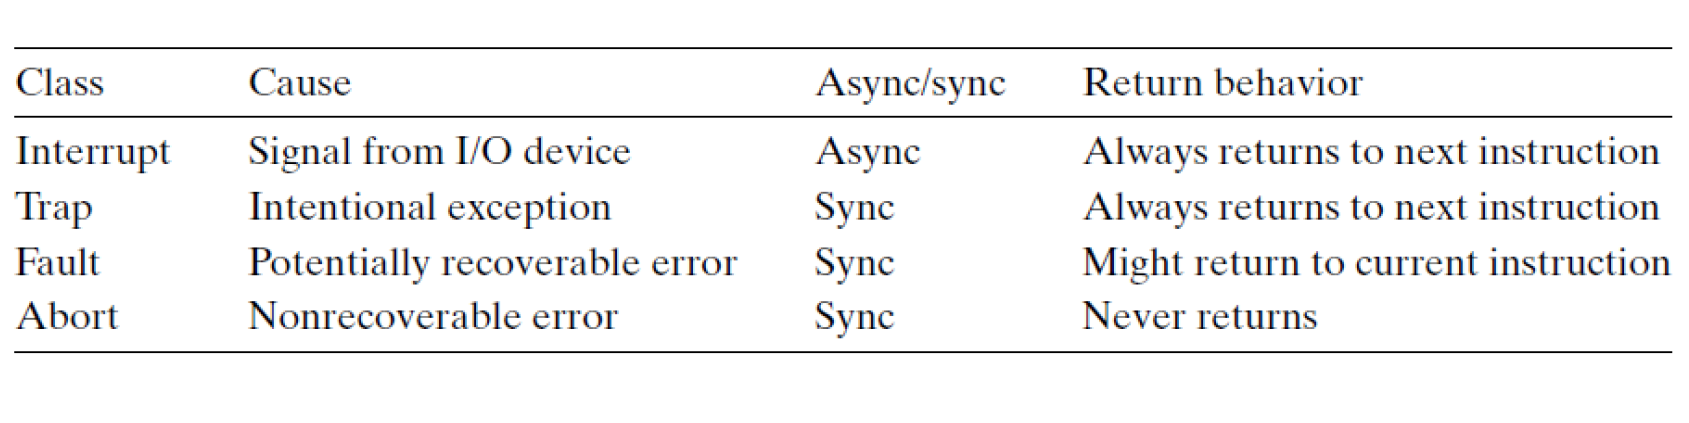 Class Cause Async/sync Return behavior
Interrupt Signal from I/O device Async Always returns to next instruction
Trap Intentional exception Sync Always returns to next instruction
Fault Potentially recoverable error Sync Might return to current instruction
Abort Nonrecoverable error Sync Never returns